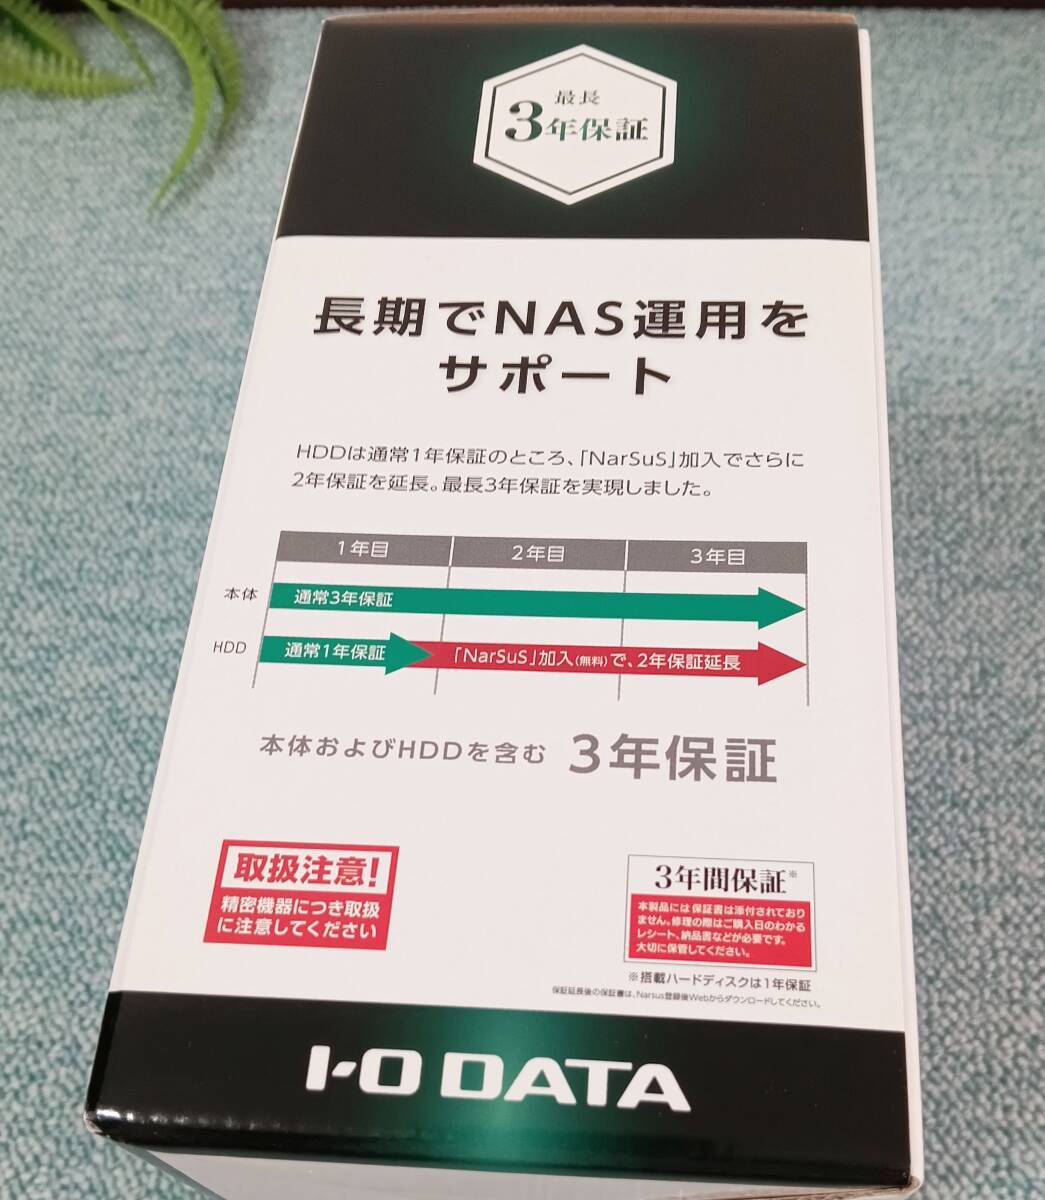 最長
3年保証
長期でNAS運用を
サポート
HDDは通常1年保証のところ、「NarSuS」加入でさらに
2年保証を延長。最長3年保証を実現しました。
1年目 2年目 3年目
本体 通常3年保証
HDD 通常1年保証 「NarSuS」加入(無料)で、2年保証延長
本体およびHDDを含む 3年保証
取扱注意!
精密機器につき取扱
に注意してください
3年間保証※
本製品には保証書は添付されており
ません。修理の際はご購入日のわかる
レシート、納品書などが必要です。
大切に保管してください。
※搭載ハードディスクは1年保証
保証延長後の保証書は、Narsus登録後Webからダウンロードしてください。
I-O DATA